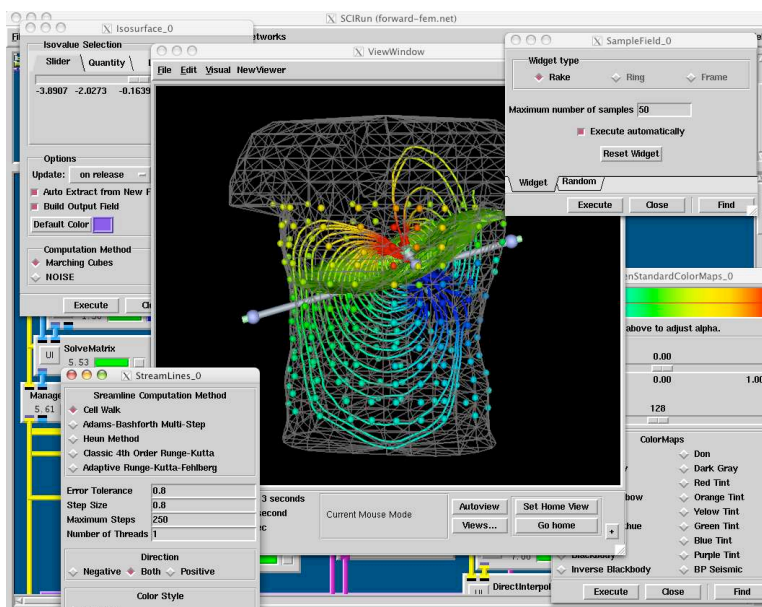 SCIRun (forward-fem.net)
Isosurface_0
Isovalue Selection
Slider
Quantity
-3.8907 -2.0273 -0.1639
Options
Update: on release
Auto Extract from New F
Build Output Field
Default Color
Computation Method
Marching Cubes
NOISE
Execute
ViewWindow
File Edit Visual NewViewer
3 seconds
Current Mouse Mode
Autoview
Set Home View
Views...
Go home
+
SampleField_0
Widget type
Rake
Ring
Frame
Maximum number of samples 50
Execute automatically
Reset Widget
Widget
Random
Execute
Close
Find
enStandardColorMaps_0
above to adjust alpha.
0.00
0.00 1.00
128
ColorMaps
Don
Dark Gray
Red Tint
Orange Tint
Yellow Tint
Green Tint
Blue Tint
Purple Tint
Inverse Blackbody
BP Seismic
Execute
Close
Find
UI
SolveMatrix
5.53
Manage
5.61
StreamLines_0
Streamline Computation Method
Cell Walk
Adams-Bashforth Multi-Step
Heun Method
Classic 4th Order Runge-Kutta
Adaptive Runge-Kutta-Fehlberg
Error Tolerance 0.8
Step Size 0.8
Maximum Steps 250
Number of Threads 1
Direction
Negative
Both
Positive
Color Style
DirectInterpol